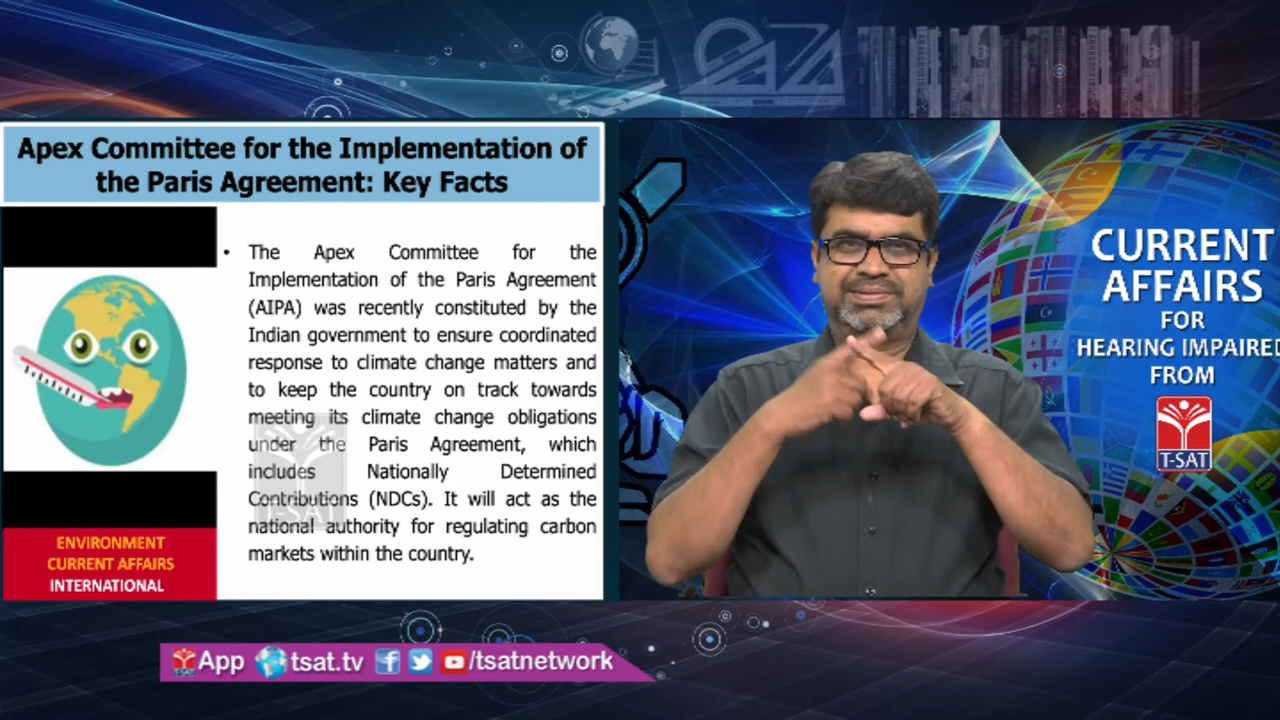 Apex Committee for the Implementation of
the Paris Agreement: Key Facts
• The Apex Committee for the
Implementation of the Paris Agreement
(AIPA) was recently constituted by the
Indian government to ensure coordinated
response to climate change matters and
to keep the country on track towards
meeting its climate change obligations
under the Paris Agreement, which
includes Nationally Determined
Contributions (NDCs). It will act as the
national authority for regulating carbon
markets within the country.
T-SAT
ENVIRONMENT
CURRENT AFFAIRS
INTERNATIONAL
CURRENT
AFFAIRS
FOR
HEARING IMPAIRED
FROM
T-SAT
App tsat.tv /tsatnetwork